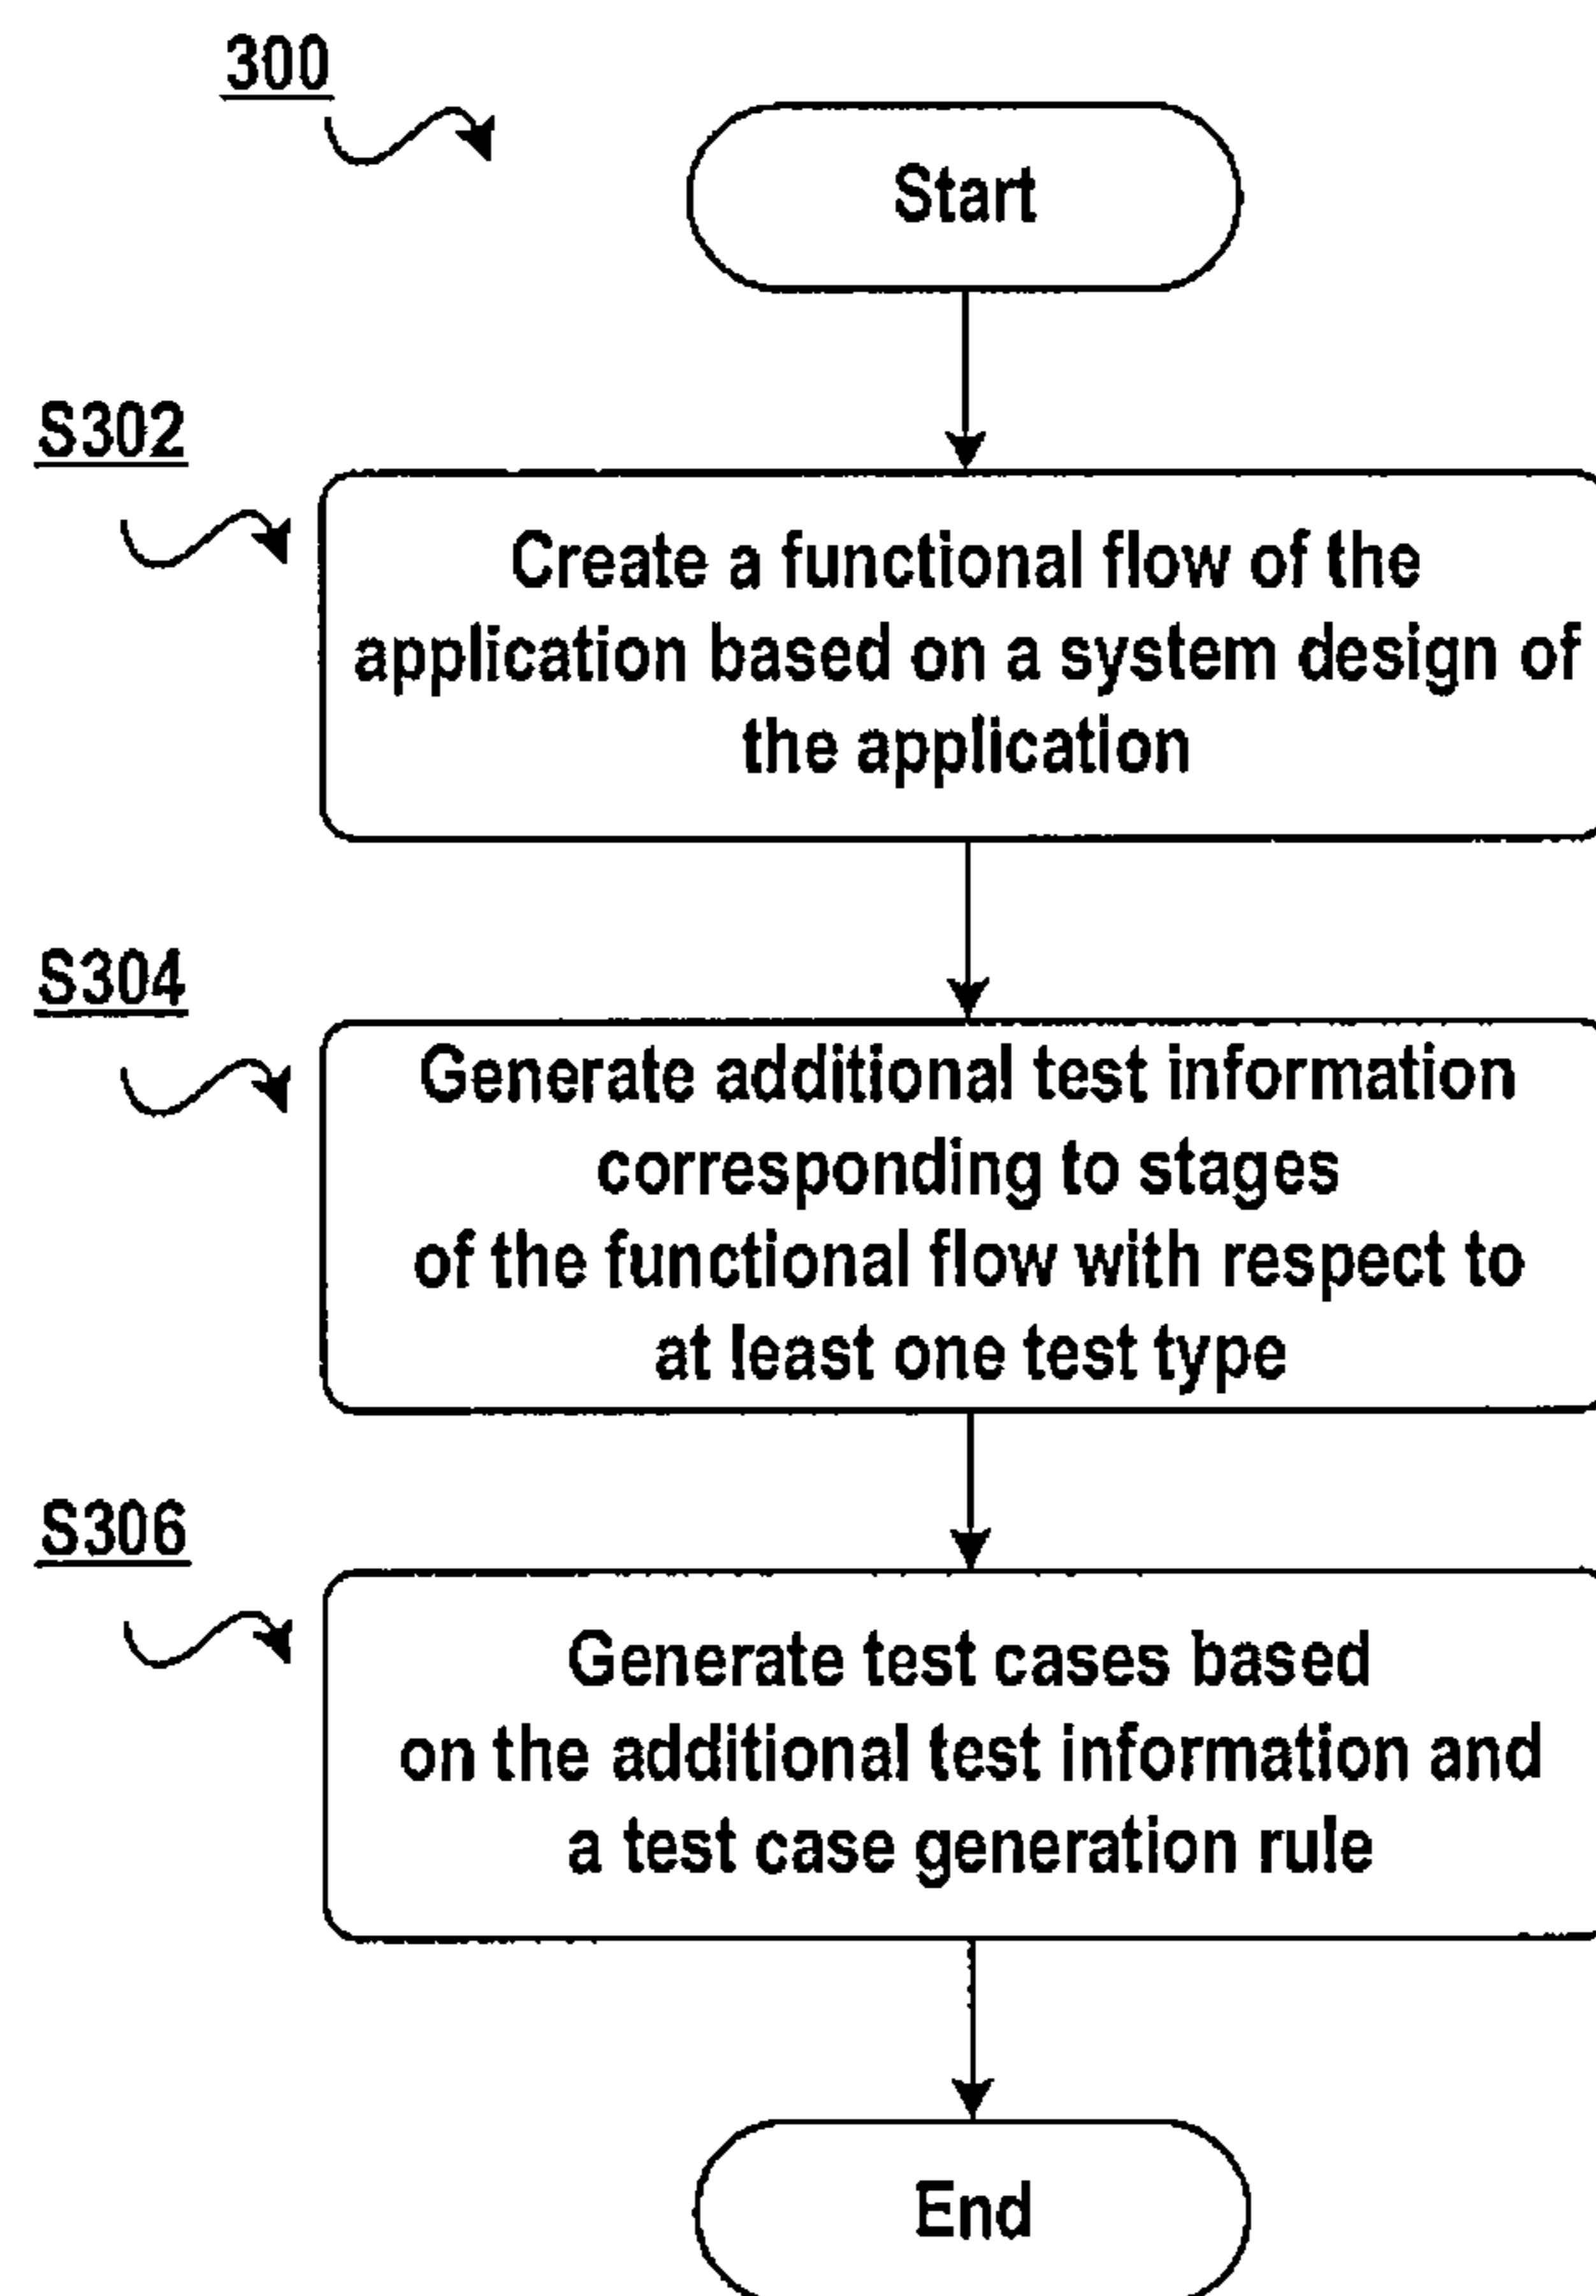 300
Start
S302
Create a functional flow of the
application based on a system design of
the application
S304
Generate additional test information
corresponding to stages
of the functional flow with respect to
at least one test type
S306
Generate test cases based
on the additional test information and
a test case generation rule
End